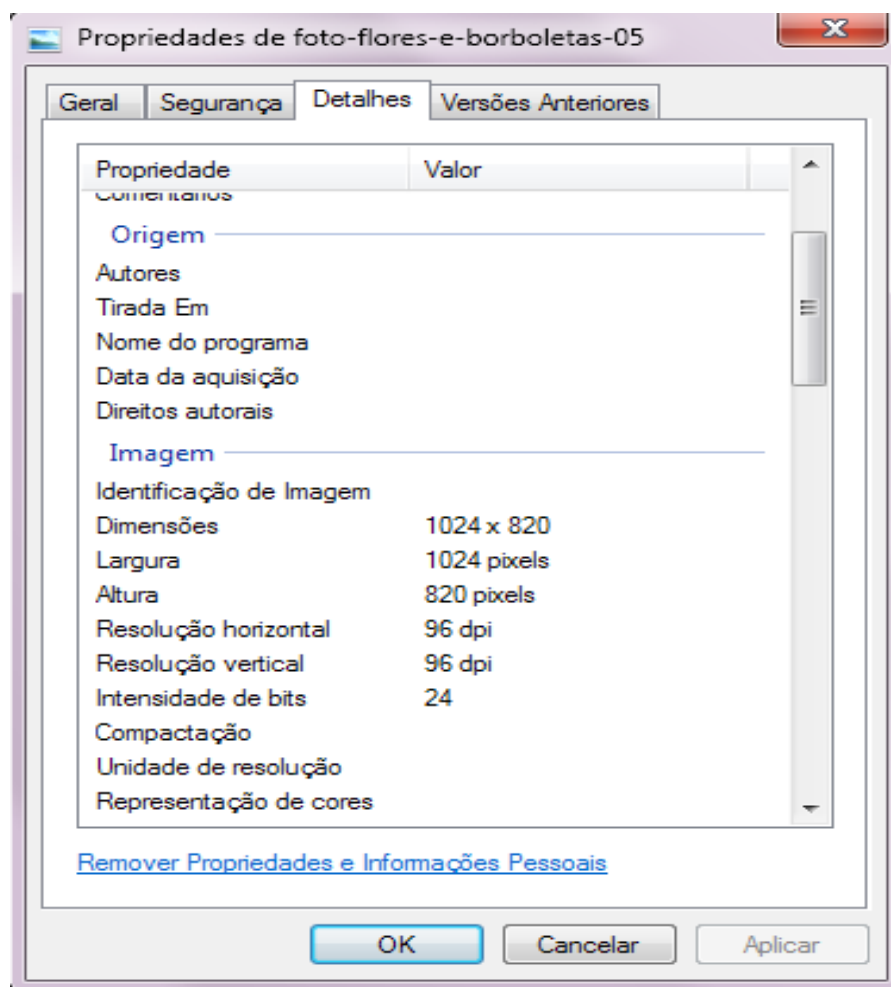 Propriedades de foto-flores-e-borboletas-05
Geral Segurança Detalhes Versões Anteriores
Propriedade Valor
Comentários
Origem
Autores
Tirada Em
Nome do programa
Data da aquisição
Direitos autorais
Imagem
Identificação de Imagem
Dimensões 1024 x 820
Largura 1024 pixels
Altura 820 pixels
Resolução horizontal 96 dpi
Resolução vertical 96 dpi
Intensidade de bits 24
Compactação
Unidade de resolução
Representação de cores
Remover Propriedades e Informações Pessoais
OK Cancelar Aplicar